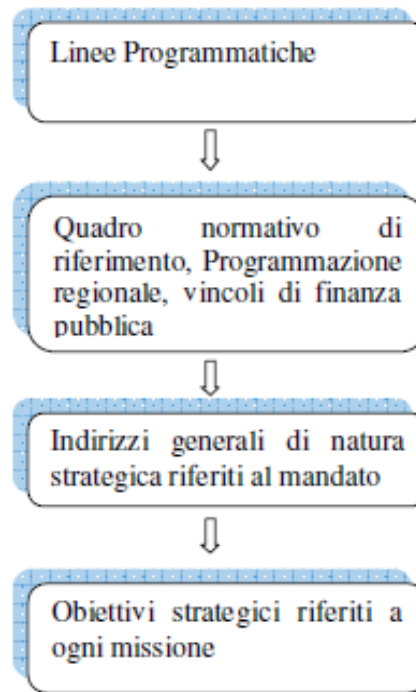 Linee Programmatiche
Quadro normativo di
riferimento, Programmazione
regionale, vincoli di finanza
pubblica
Indirizzi generali di natura
strategica riferiti al mandato
Obiettivi strategici riferiti a
ogni missione